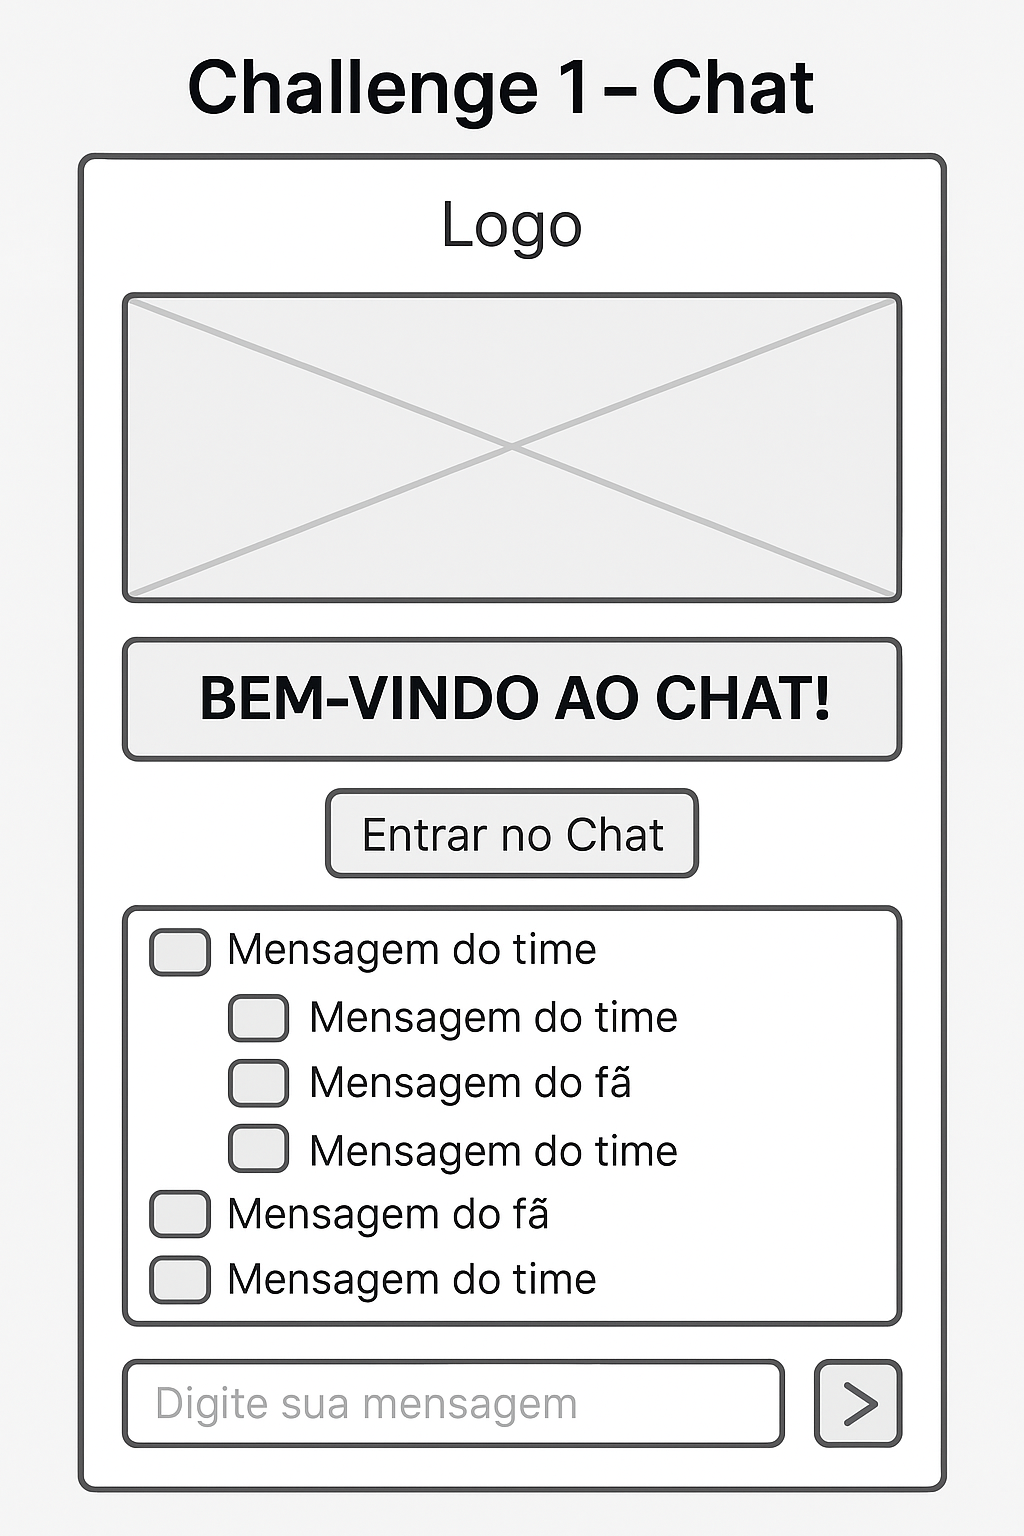 Challenge 1 – Chat
Logo
BEM-VINDO AO CHAT!
Entrar no Chat
Mensagem do time
Mensagem do time
Mensagem do fã
Mensagem do time
Mensagem do fã
Mensagem do time
Digite sua mensagem